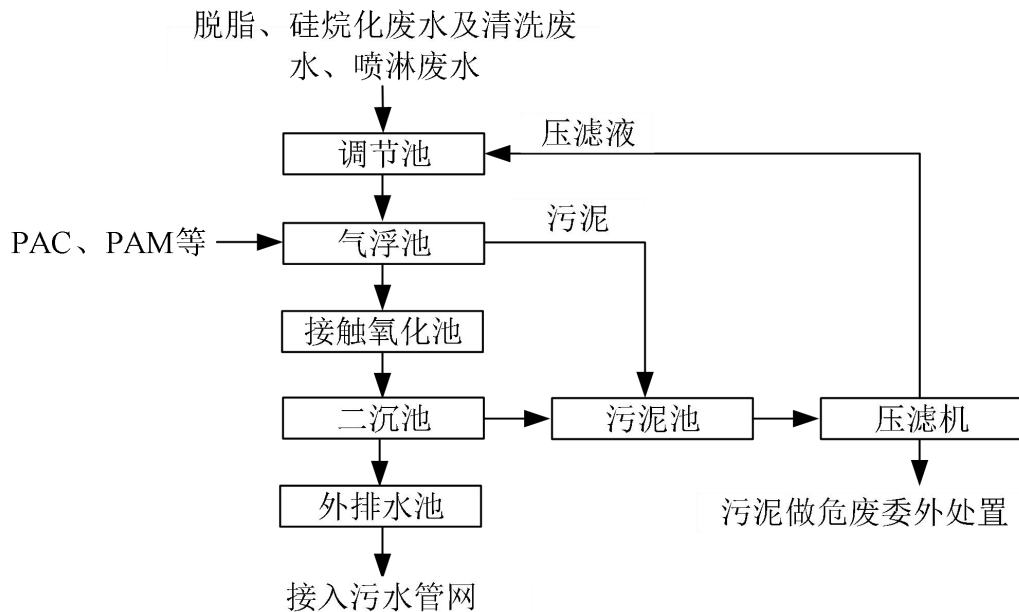 脱脂、硅烷化废水及清洗废
水、喷淋废水
压滤液
调节池
污泥
PAC、PAM等
气浮池
接触氧化池
二沉池
污泥池
压滤机
外排水池
污泥做危废委外处置
接入污水管网